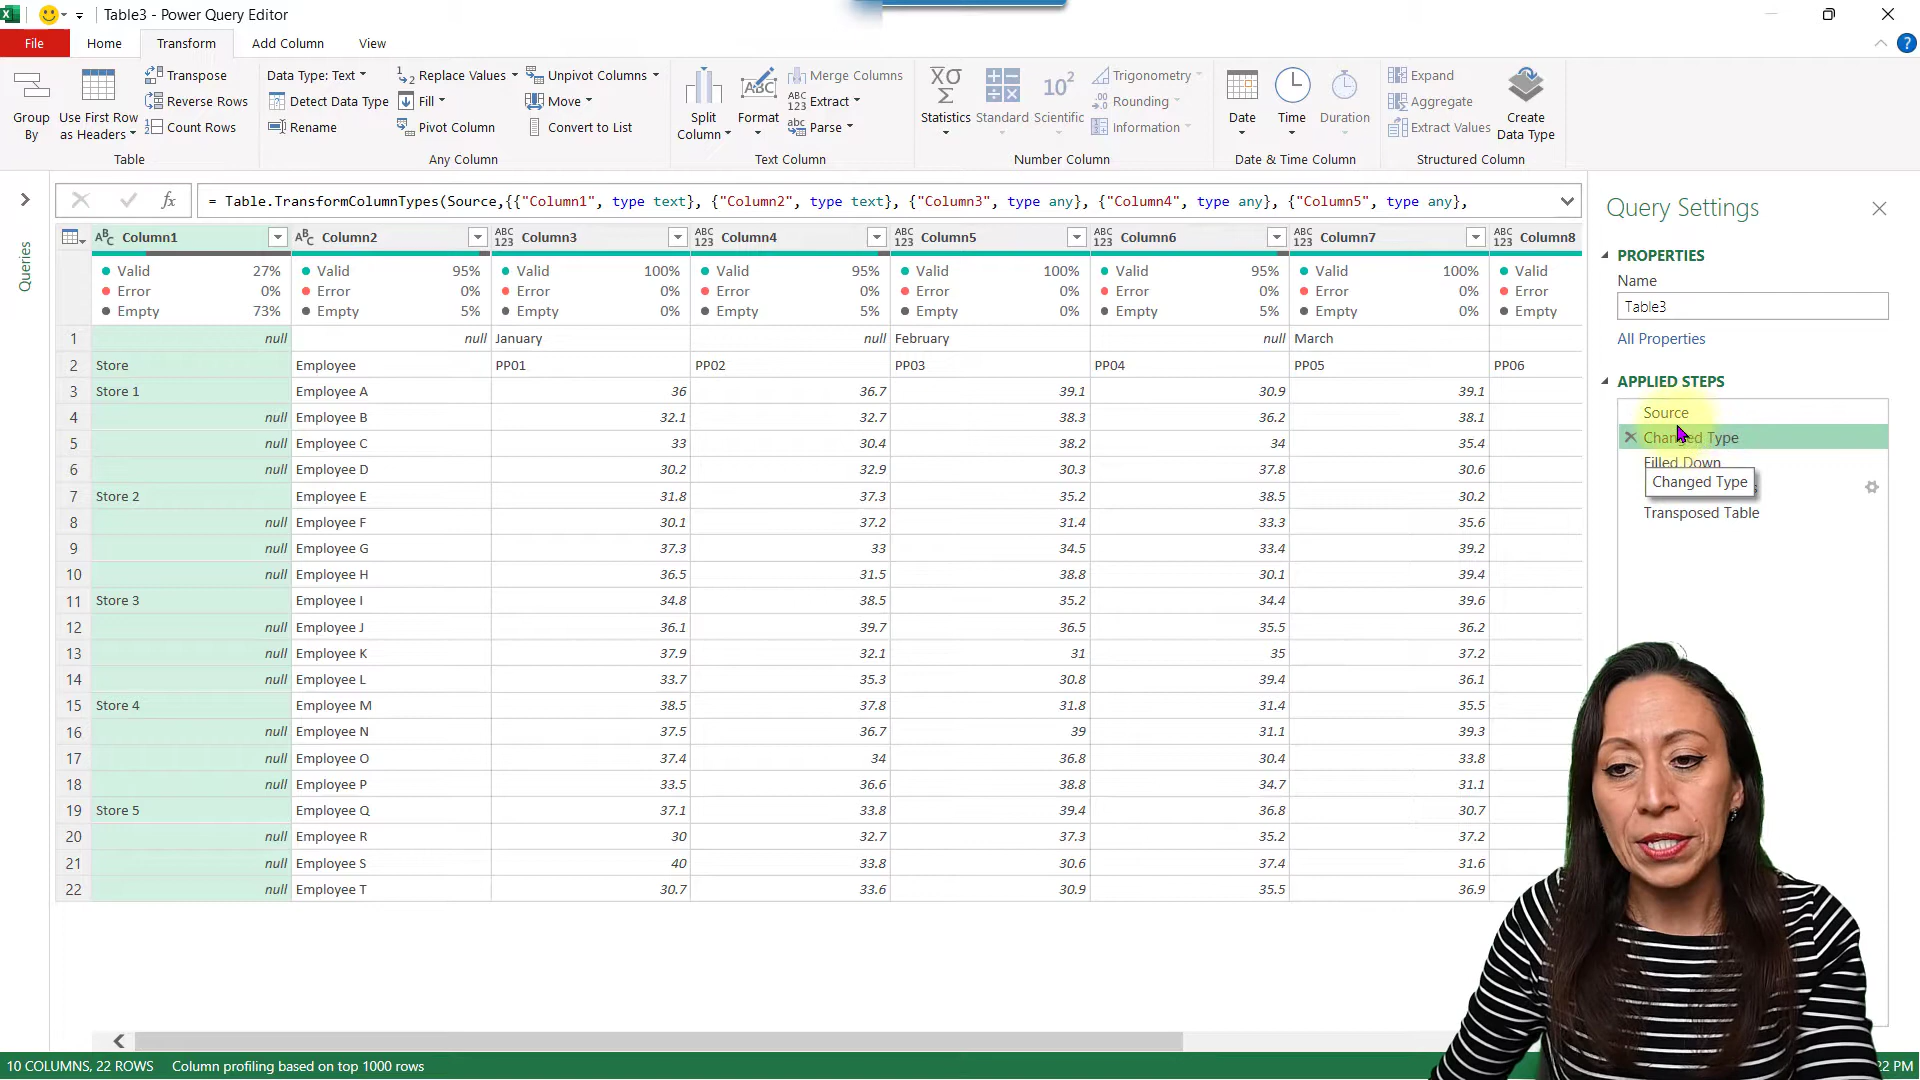 Table3 - Power Query Editor
File Home Transform Add Column View
Group By
Use First Row as Headers
Transpose
Reverse Rows
Count Rows
Table
Data Type: Text
Detect Data Type
Rename
Replace Values
Fill
Pivot Column
Unpivot Columns
Move
Convert to List
Any Column
Split Column
Format
Merge Columns
Extract
Parse
Text Column
Statistics
Standard
Scientific
Trigonometry
Rounding
Information
Number Column
Date
Time
Duration
Date & Time Column
Expand
Aggregate
Extract Values
Create Data Type
Structured Column
= Table.TransformColumnTypes(Source,{{"Column1", type text}, {"Column2", type text}, {"Column3", type any}, {"Column4", type any}, {"Column5", type any},
Queries
Column1 Column2 Column3 Column4 Column5 Column6 Column7 Column8
Valid 27% Valid 95% Valid 100% Valid 95% Valid 100% Valid 95% Valid 100% Valid
Error 0% Error 0% Error 0% Error 0% Error 0% Error 0% Error 0% Error
Empty 73% Empty 5% Empty 0% Empty 5% Empty 0% Empty 5% Empty 0% Empty
1 null null January null February null March
2 Store Employee PP01 PP02 PP03 PP04 PP05 PP06
3 Store 1 Employee A 36 36.7 39.1 30.9 39.1
4 null Employee B 32.1 32.7 38.3 36.2 38.1
5 null Employee C 33 30.4 38.2 34 35.4
6 null Employee D 30.2 32.9 30.3 37.8 30.6
7 Store 2 Employee E 31.8 37.3 35.2 38.5 30.2
8 null Employee F 30.1 37.2 31.4 33.3 35.6
9 null Employee G 37.3 33 34.5 33.4 39.2
10 null Employee H 36.5 31.5 38.8 30.1 39.4
11 Store 3 Employee I 34.8 38.5 35.2 34.4 39.6
12 null Employee J 36.1 39.7 36.5 35.5 36.2
13 null Employee K 37.9 32.1 31 35 37.2
14 null Employee L 33.7 35.3 30.8 39.4 36.1
15 Store 4 Employee M 38.5 37.8 31.8 31.4 35.5
16 null Employee N 37.5 36.7 39 31.1 39.3
17 null Employee O 37.4 34 36.8 30.4 33.8
18 null Employee P 33.5 36.6 38.8 34.7 31.1
19 Store 5 Employee Q 37.1 33.8 39.4 36.8 30.7
20 null Employee R 30 32.7 37.3 35.2 37.2
21 null Employee S 40 33.8 30.6 37.4 31.6
22 null Employee T 30.7 33.6 30.9 35.5 36.9
Query Settings
PROPERTIES
Name
Table3
All Properties
APPLIED STEPS
Source
Changed Type
Filled Down
Changed Type
Transposed Table
10 COLUMNS, 22 ROWS Column profiling based on top 1000 rows
22 PM